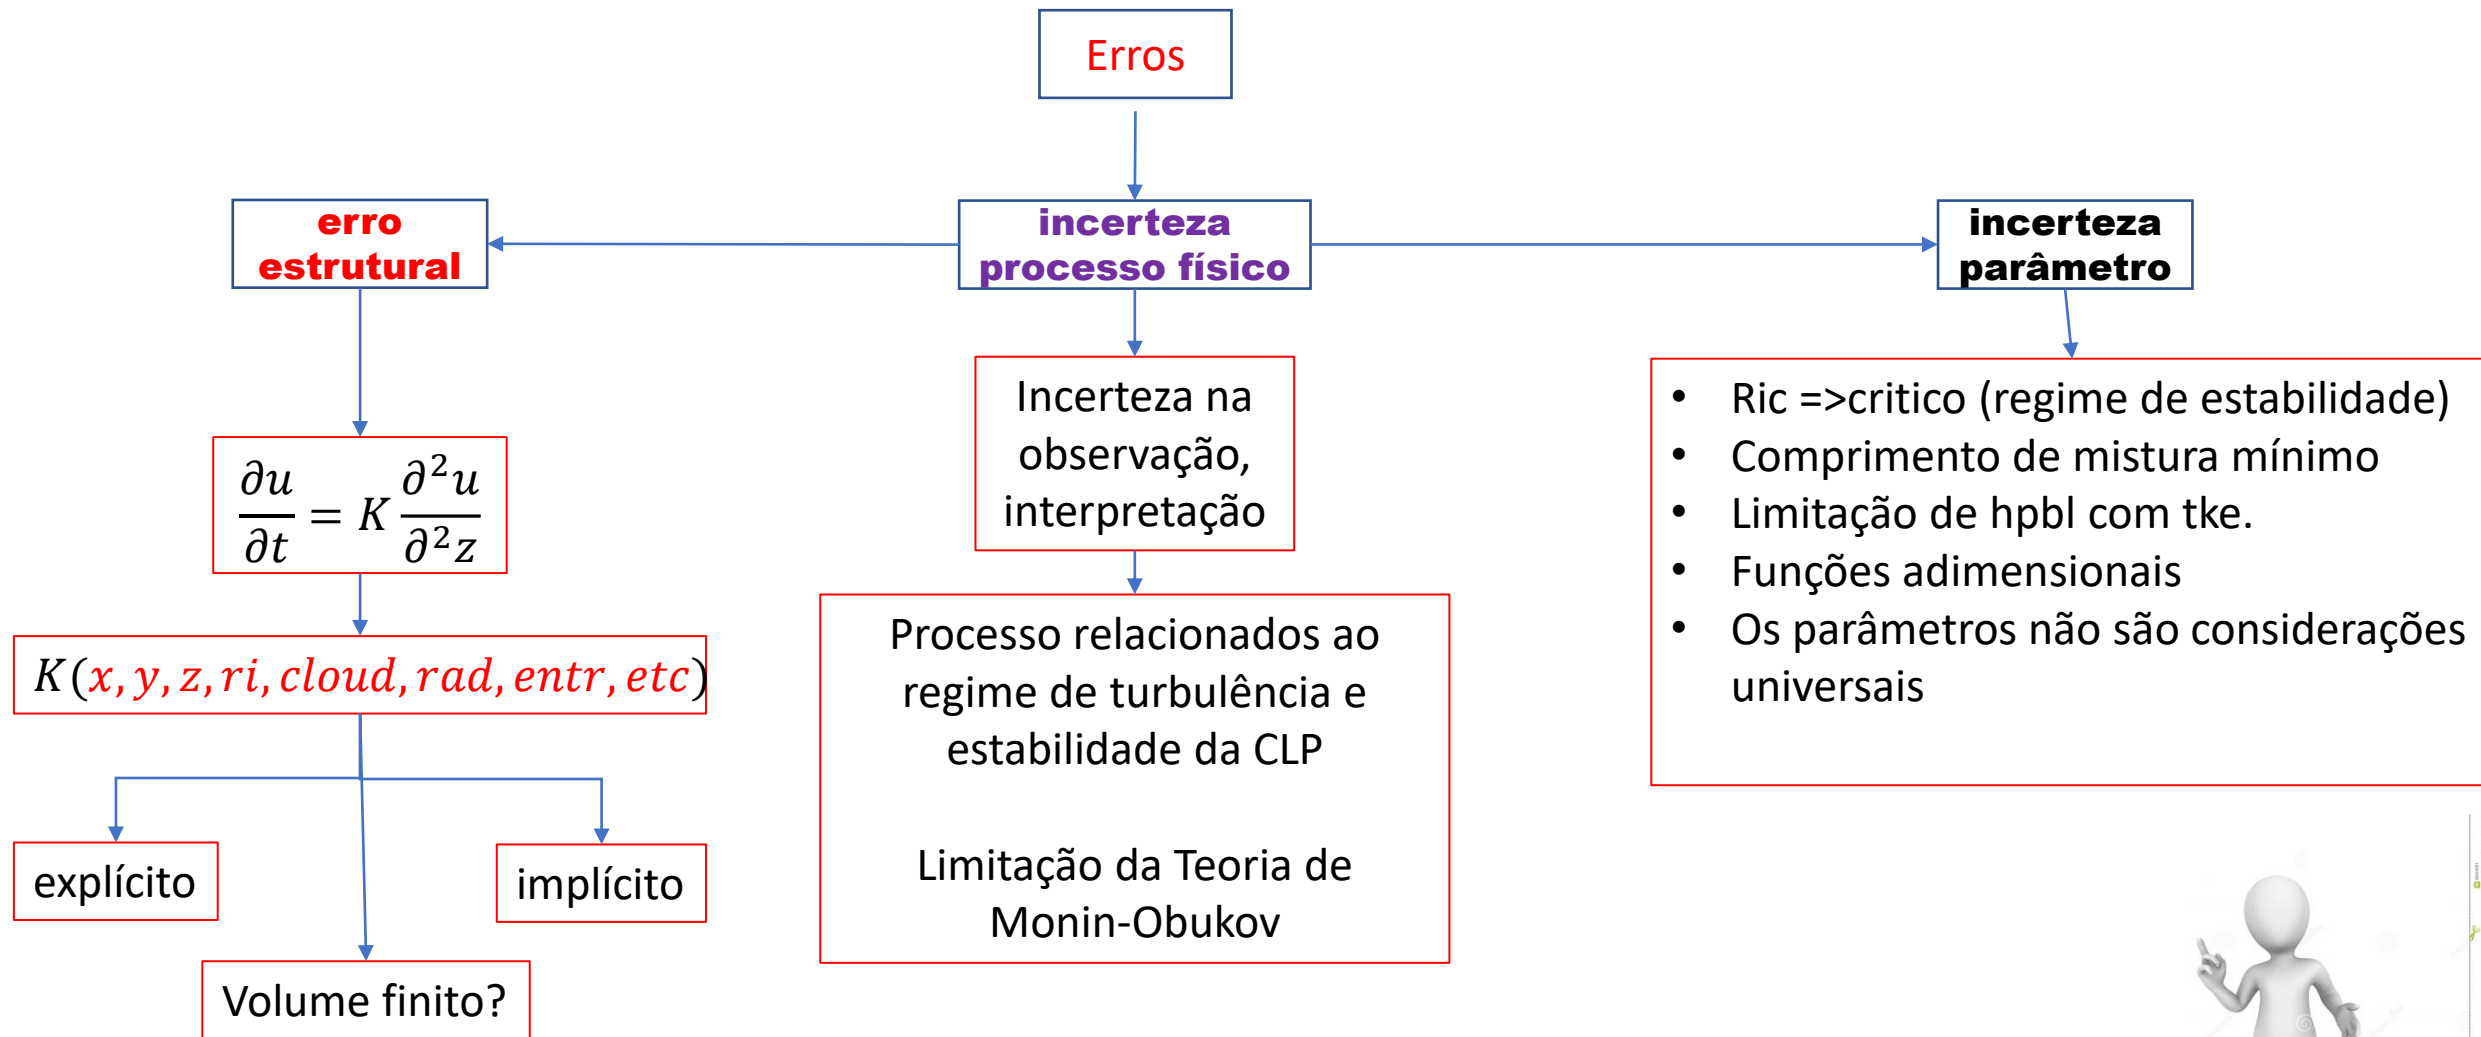 Erros
erro
estrutural
incerteza
processo físico
incerteza
parâmetro
∂u/∂t = K ∂²u/∂²z
K(x, y, z, ri, cloud, rad, entr, etc)
explícito
implícito
Volume finito?
Incerteza na
observação,
interpretação
Processo relacionados ao
regime de turbulência e
estabilidade da CLP
Limitação da Teoria de
Monin-Obukov
• Ric =>critico (regime de estabilidade)
• Comprimento de mistura mínimo
• Limitação de hpbl com tke.
• Funções adimensionais
• Os parâmetros não são considerações
universais